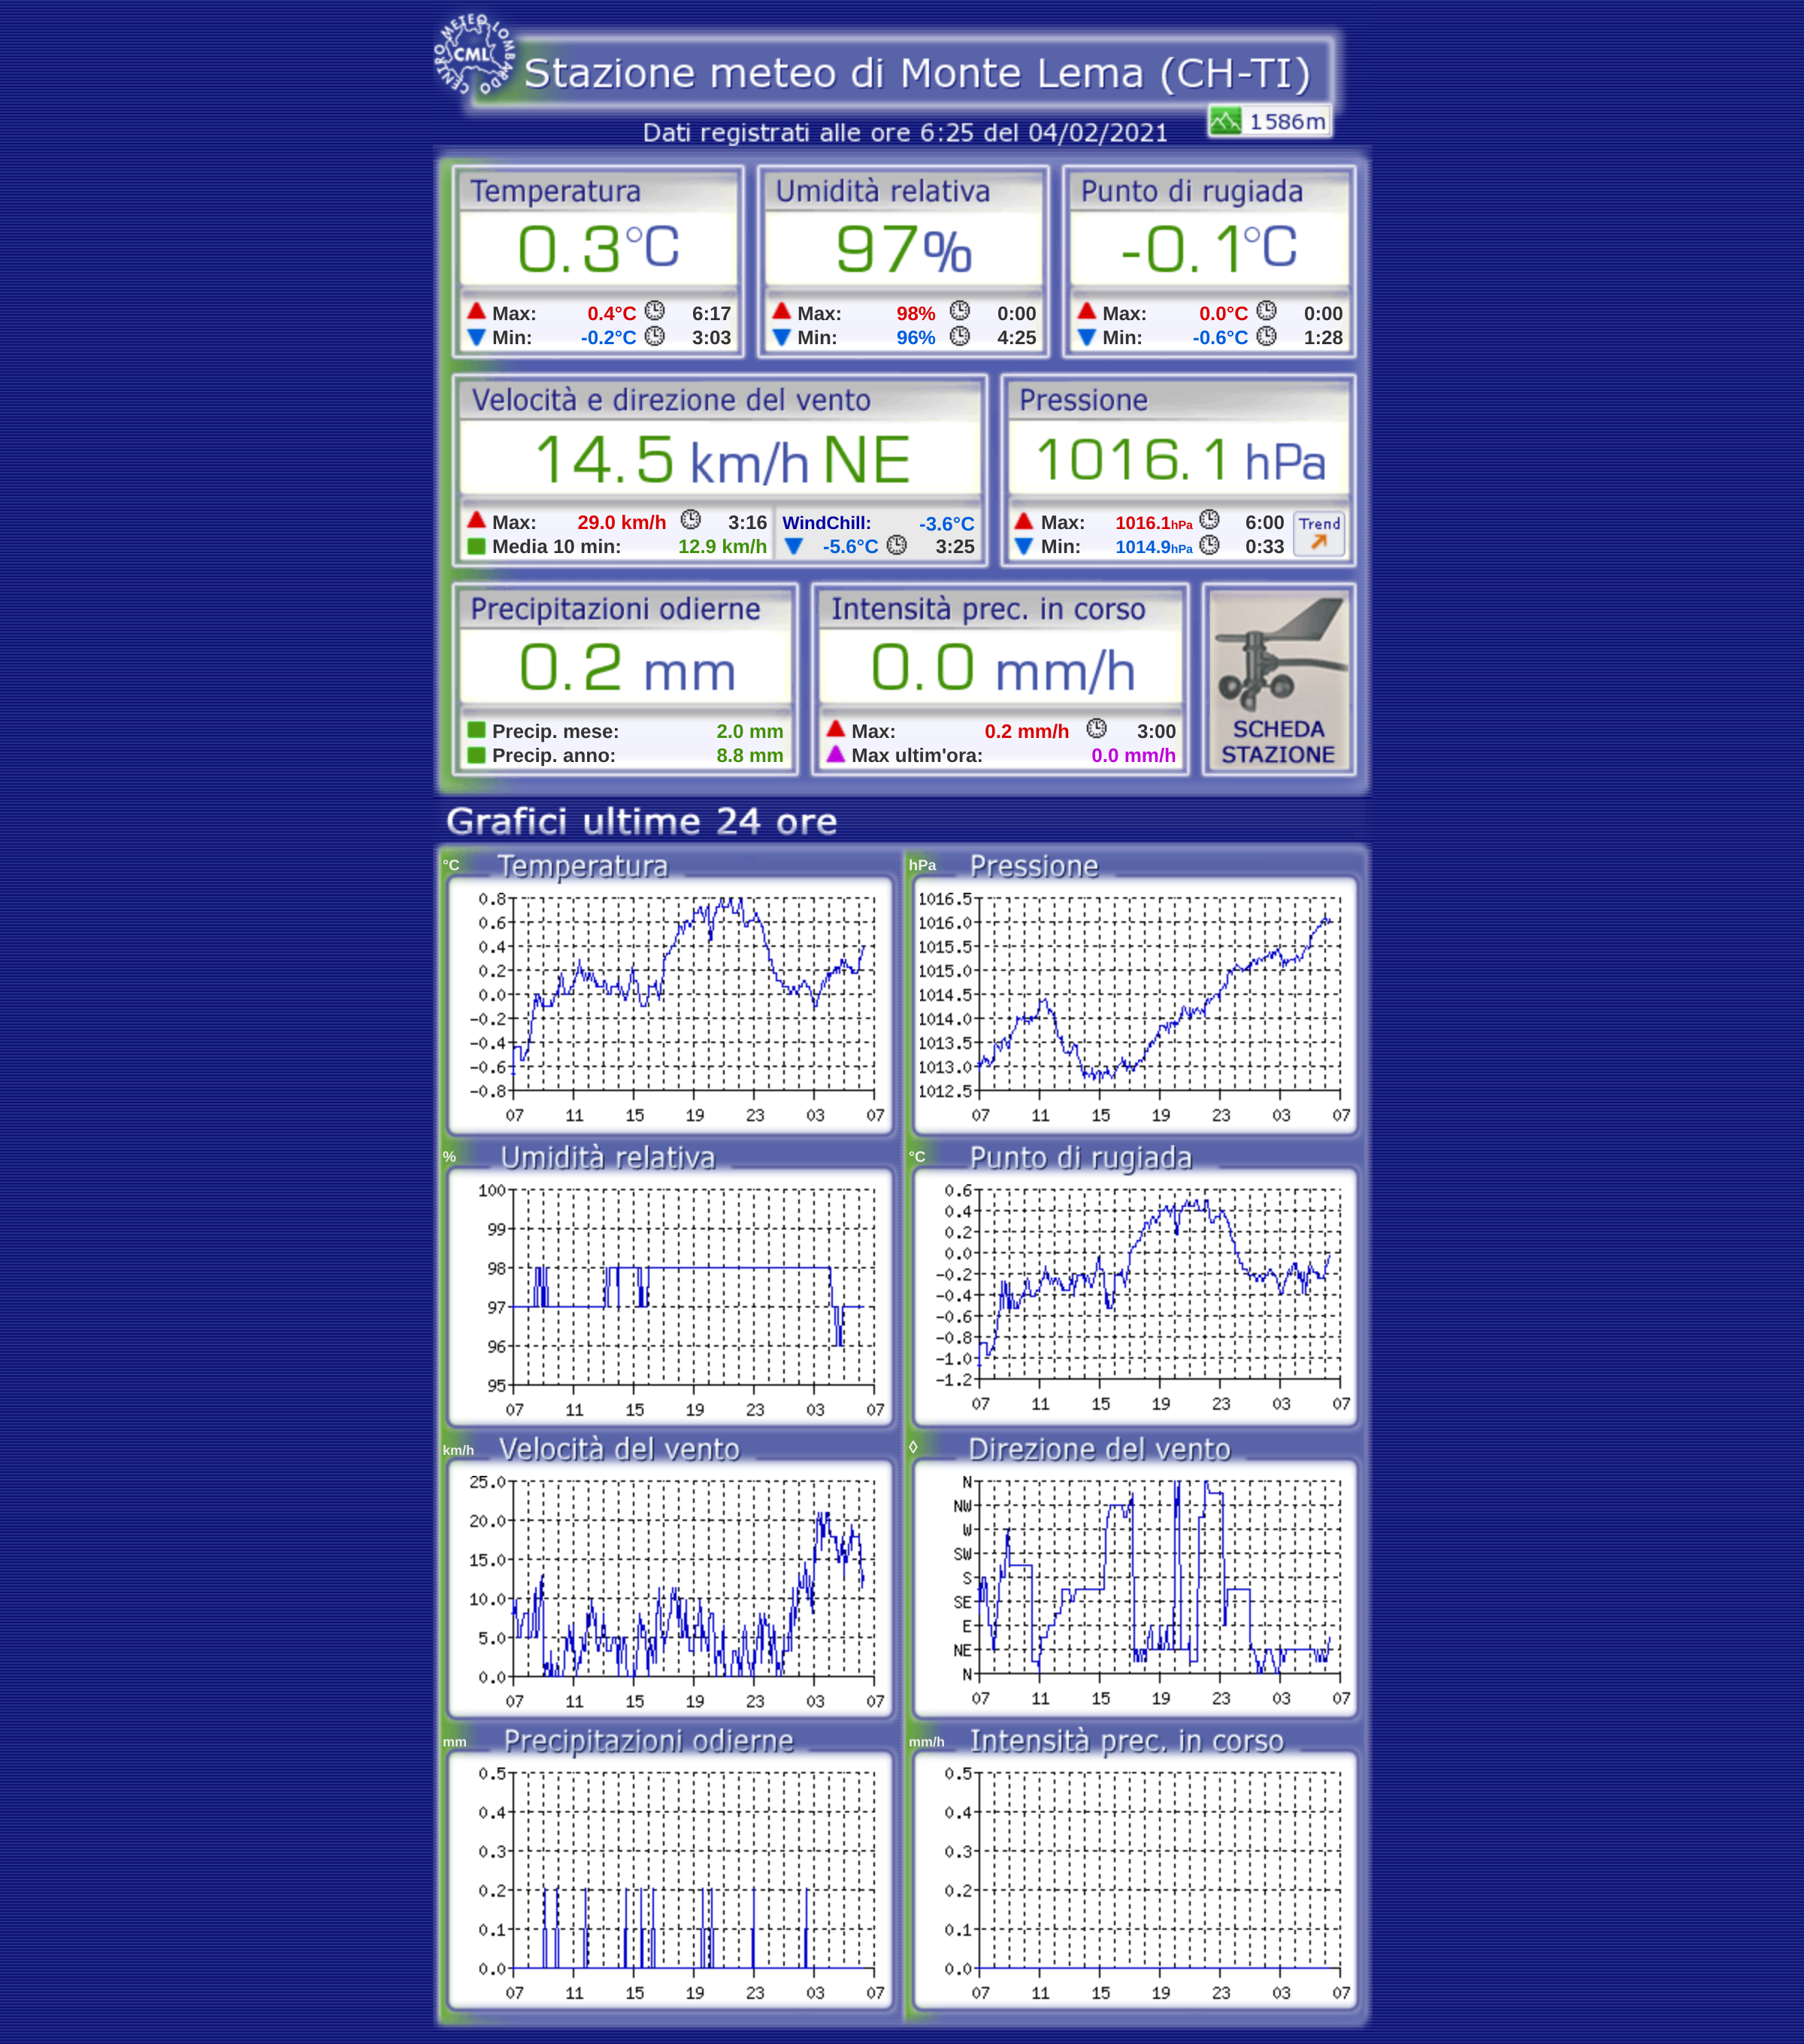 CENTRO METEO LOMBARDO
CML
Stazione meteo di Monte Lema (CH-TI)
1586m
Dati registrati alle ore 6:25 del 04/02/2021
Temperatura
0.3°C
Max: 0.4°C 6:17
Min: -0.2°C 3:03
Umidità relativa
97%
Max: 98% 0:00
Min: 96% 4:25
Punto di rugiada
-0.1°C
Max: 0.0°C 0:00
Min: -0.6°C 1:28
Velocità e direzione del vento
14.5 km/h NE
Max: 29.0 km/h 3:16
Media 10 min: 12.9 km/h
WindChill: -3.6°C
-5.6°C 3:25
Pressione
1016.1 hPa
Max: 1016.1hPa 6:00
Min: 1014.9hPa 0:33
Trend
Precipitazioni odierne
0.2 mm
Precip. mese: 2.0 mm
Precip. anno: 8.8 mm
Intensità prec. in corso
0.0 mm/h
Max: 0.2 mm/h 3:00
Max ultim'ora: 0.0 mm/h
SCHEDA
STAZIONE
Grafici ultime 24 ore
°C Temperatura
0.8
0.6
0.4
0.2
0.0
-0.2
-0.4
-0.6
-0.8
07 11 15 19 23 03 07
hPa Pressione
1016.5
1016.0
1015.5
1015.0
1014.5
1014.0
1013.5
1013.0
1012.5
07 11 15 19 23 03 07
% Umidità relativa
100
99
98
97
96
95
07 11 15 19 23 03 07
°C Punto di rugiada
0.6
0.4
0.2
0.0
-0.2
-0.4
-0.6
-0.8
-1.0
-1.2
07 11 15 19 23 03 07
km/h Velocità del vento
25.0
20.0
15.0
10.0
5.0
0.0
07 11 15 19 23 03 07
◊ Direzione del vento
N
NW
W
SW
S
SE
E
NE
N
07 11 15 19 23 03 07
mm Precipitazioni odierne
0.5
0.4
0.3
0.2
0.1
0.0
07 11 15 19 23 03 07
mm/h Intensità prec. in corso
0.5
0.4
0.3
0.2
0.1
0.0
07 11 15 19 23 03 07